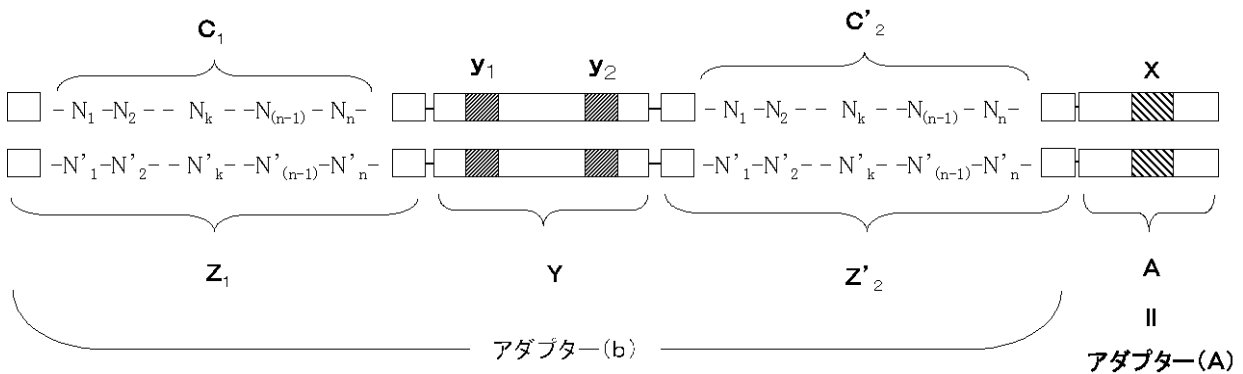 C₁ C'₂
y₁ y₂ X
- N₁ -N₂ - - Nₖ - -N₍ₙ₋₁₎- Nₙ- - N₁ -N₂ - - Nₖ - -N₍ₙ₋₁₎- Nₙ-
-N'₁-N'₂- -N'ₖ- -N'₍ₙ₋₁₎-N'ₙ- -N'₁-N'₂- -N'ₖ- -N'₍ₙ₋₁₎-N'ₙ-
Z₁ Y Z'₂ A
॥
アダプター(b) アダプター(A)